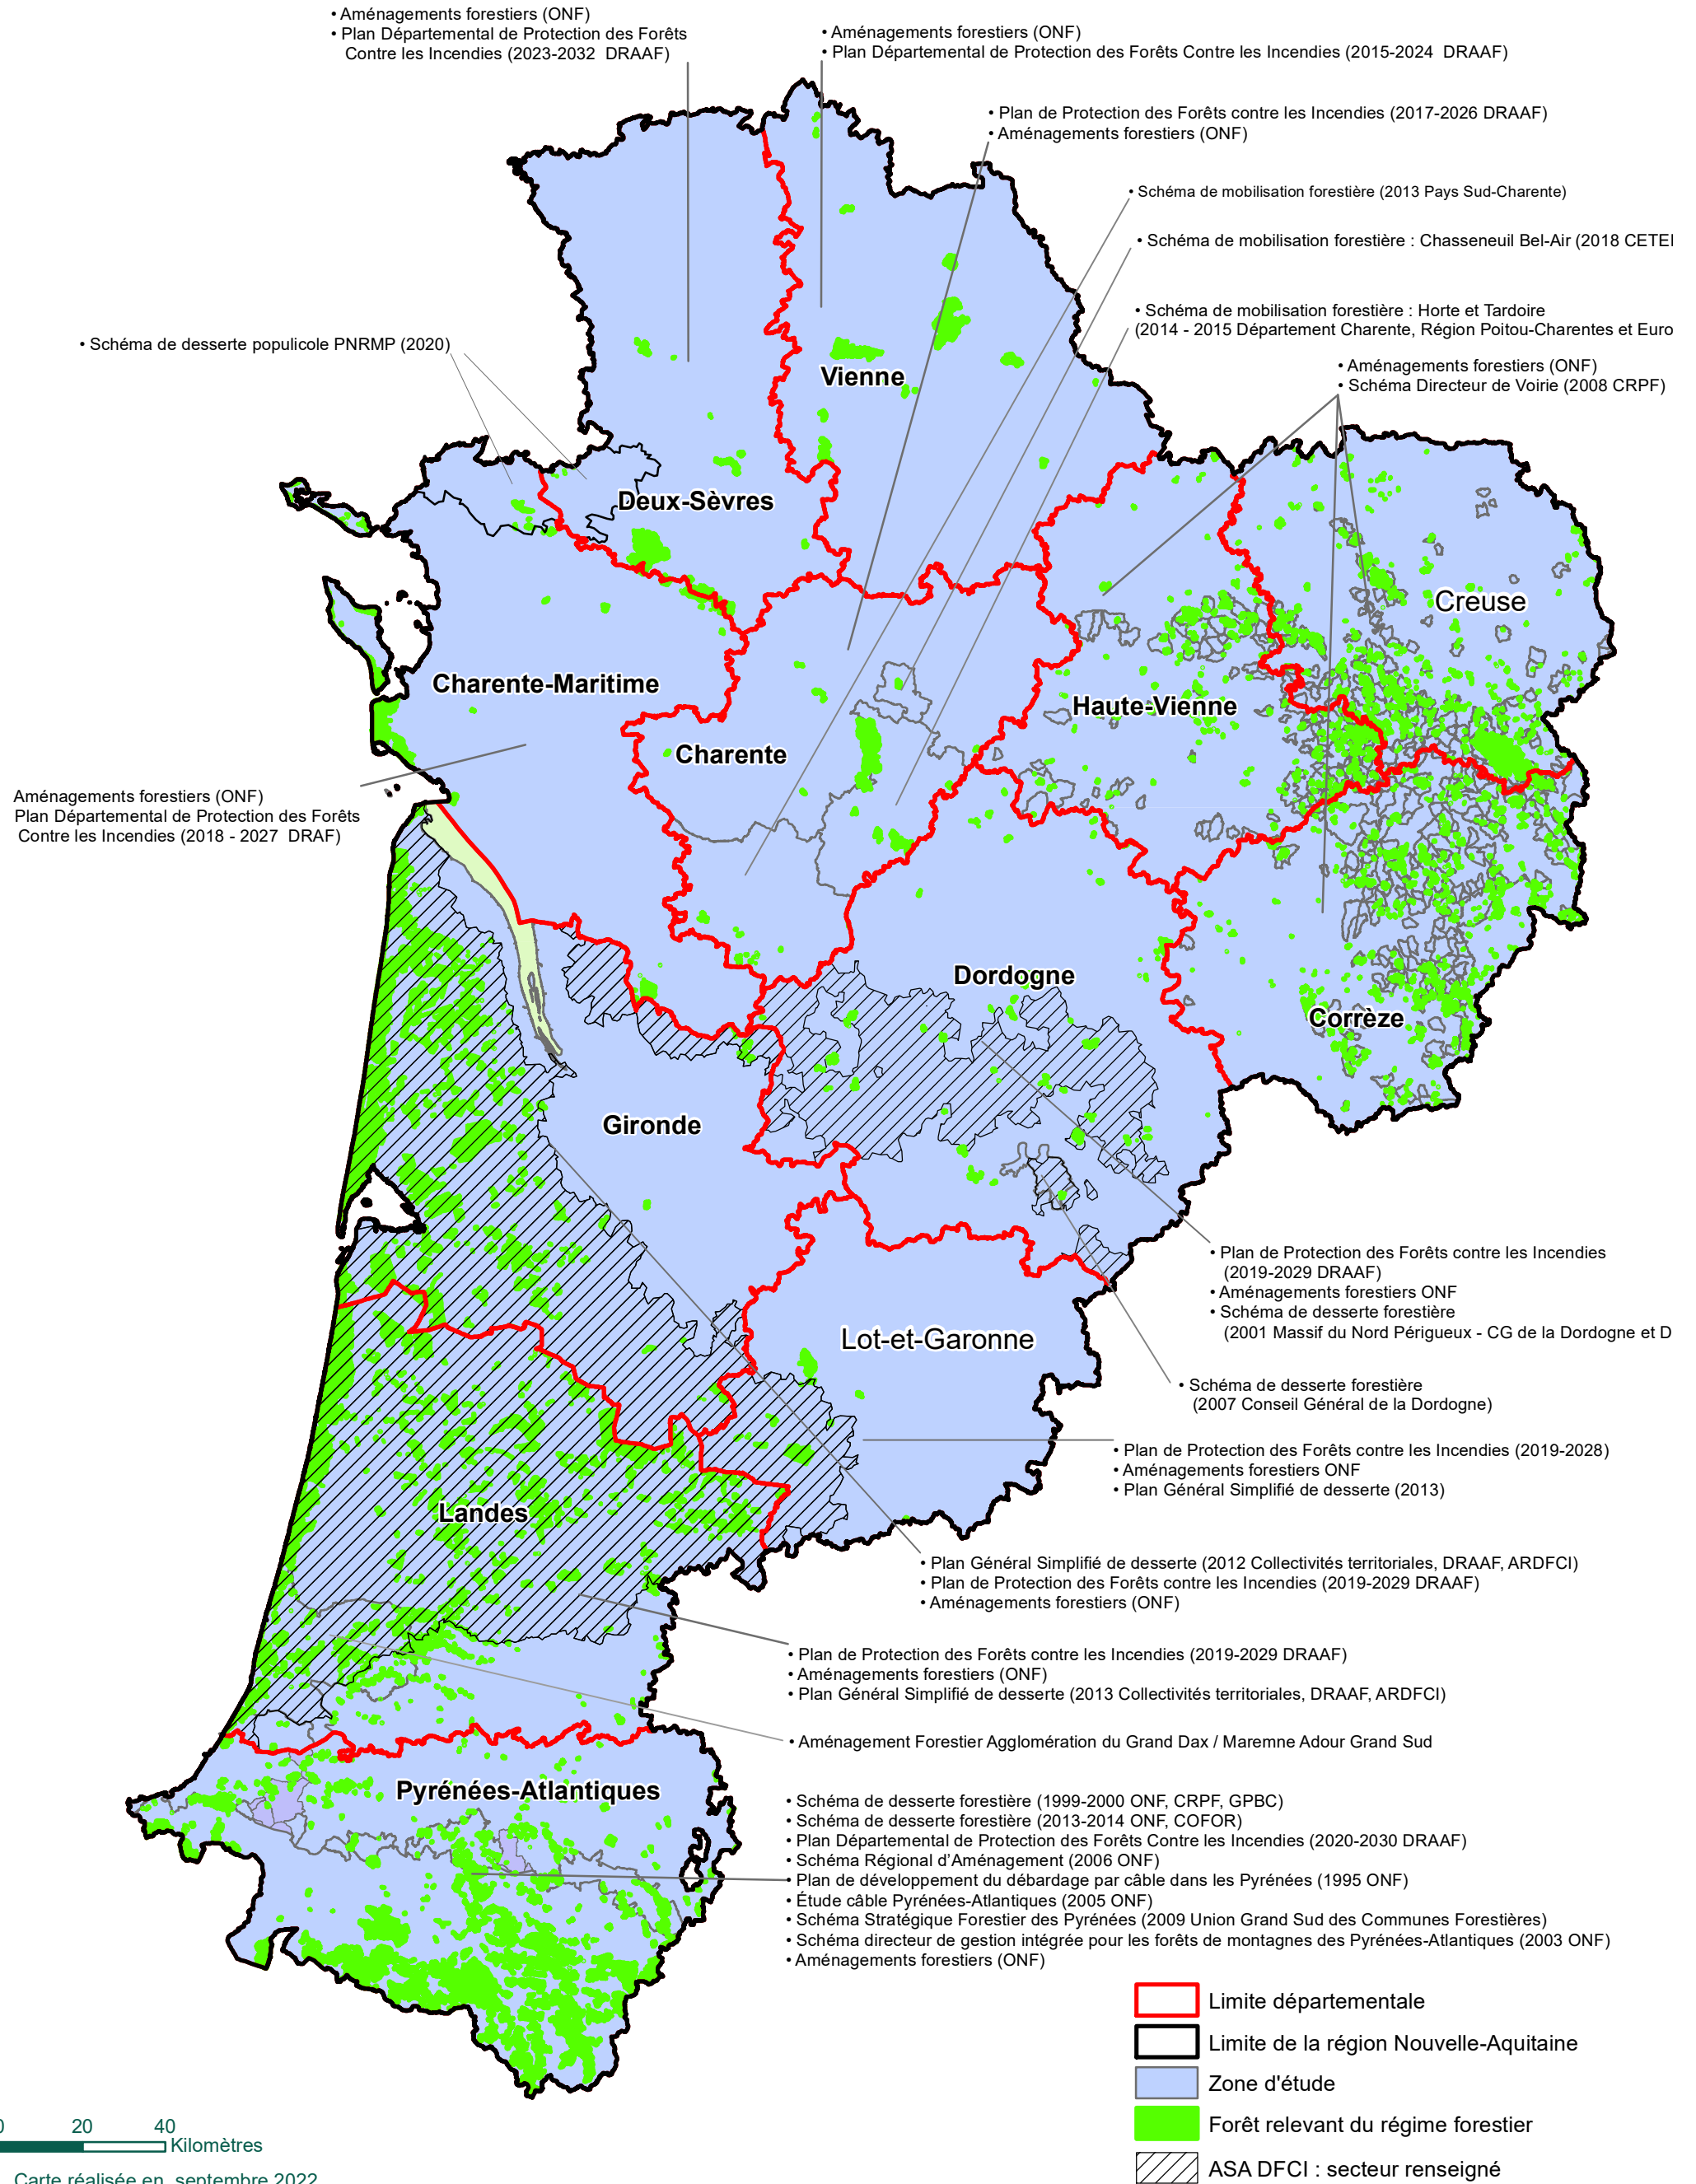 • Aménagements forestiers (ONF)
• Plan Départemental de Protection des Forêts
Contre les Incendies (2023-2032 DRAAF)
• Aménagements forestiers (ONF)
• Plan Départemental de Protection des Forêts Contre les Incendies (2015-2024 DRAAF)
• Plan de Protection des Forêts contre les Incendies (2017-2026 DRAAF)
• Aménagements forestiers (ONF)
• Schéma de mobilisation forestière (2013 Pays Sud-Charente)
• Schéma de mobilisation forestière : Chasseneuil Bel-Air (2018
• Schéma de mobilisation forestière : Horte et Tardoire
(2014 - 2015 Département Charente, Région Poitou-Charentes et Euro
• Schéma de desserte populicole PNRMP (2020)
• Aménagements forestiers (ONF)
• Schéma Directeur de Voirie (2008 CRPF)
Vienne
Deux-Sèvres
Creuse
Charente-Maritime
Haute-Vienne
Charente
Aménagements forestiers (ONF)
Plan Départemental de Protection des Forêts
Contre les Incendies (2018 - 2027 DRAF)
Dordogne
Corrèze
Gironde
• Plan de Protection des Forêts contre les Incendies
(2019-2029 DRAAF)
• Aménagements forestiers ONF
• Schéma de desserte forestière
(2001 Massif du Nord Périgueux - CG de la Dordogne et D
Lot-et-Garonne
• Schéma de desserte forestière
(2007 Conseil Général de la Dordogne)
• Plan de Protection des Forêts contre les Incendies (2019-2028)
• Aménagements forestiers ONF
• Plan Général Simplifié de desserte (2013)
Landes
• Plan Général Simplifié de desserte (2012 Collectivités territoriales, DRAAF, ARDFCI)
• Plan de Protection des Forêts contre les Incendies (2019-2029 DRAAF)
• Aménagements forestiers (ONF)
• Plan de Protection des Forêts contre les Incendies (2019-2029 DRAAF)
• Aménagements forestiers (ONF)
• Plan Général Simplifié de desserte (2013 Collectivités territoriales, DRAAF, ARDFCI)
• Aménagement Forestier Agglomération du Grand Dax / Maremne Adour Grand Sud
Pyrénées-Atlantiques
• Schéma de desserte forestière (1999-2000 ONF, CRPF, GPBC)
• Schéma de desserte forestière (2013-2014 ONF, COFOR)
• Plan Départemental de Protection des Forêts Contre les Incendies (2020-2030 DRAAF)
• Schéma Régional d'Aménagement (2006 ONF)
• Plan de développement du débardage par câble dans les Pyrénées (1995 ONF)
• Étude câble Pyrénées-Atlantiques (2005 ONF)
• Schéma Stratégique Forestier des Pyrénées (2009 Union Grand Sud des Communes Forestières)
• Schéma directeur de gestion intégrée pour les forêts de montagnes des Pyrénées-Atlantiques (2003 ONF)
• Aménagements forestiers (ONF)
Limite départementale
Limite de la région Nouvelle-Aquitaine
Zone d'étude
Forêt relevant du régime forestier
ASA DFCI : secteur renseigné
0 20 40
Kilomètres
Carte réalisée en septembre 2022